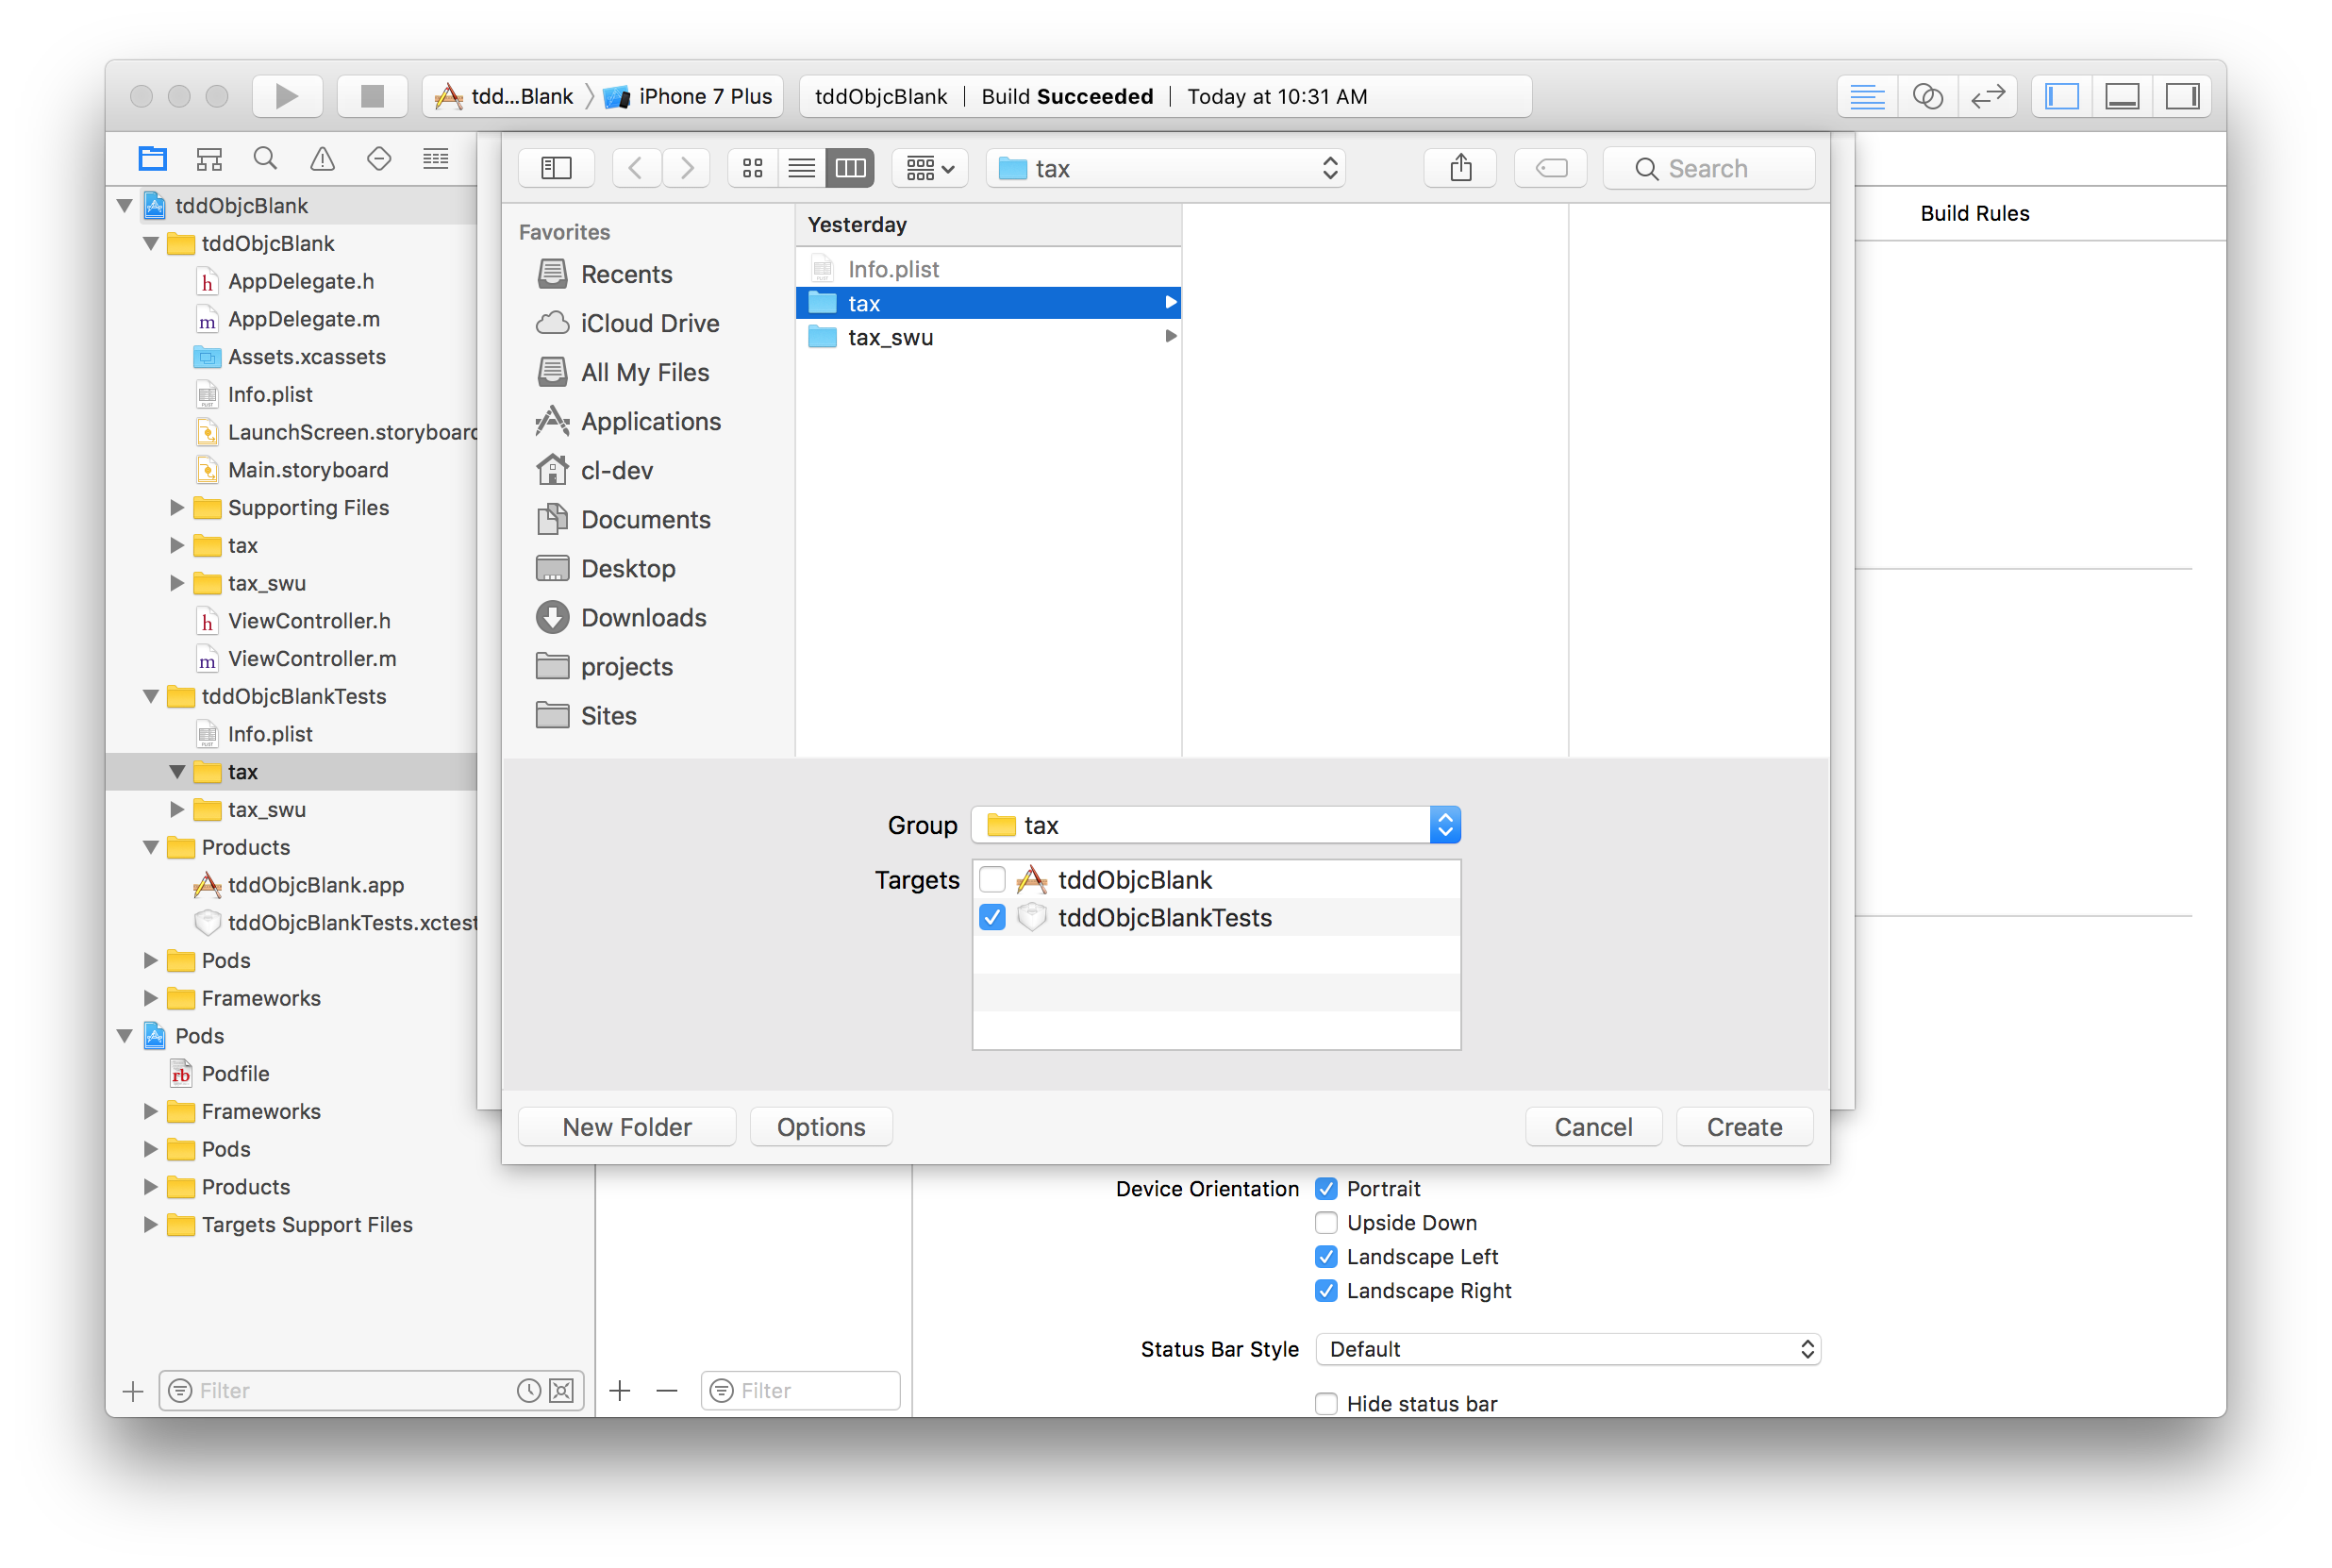 tdd...Blank
iPhone 7 Plus
tddObjcBlank | Build Succeeded | Today at 10:31 AM
tddObjcBlank
tddObjcBlank
h AppDelegate.h
m AppDelegate.m
Assets.xcassets
Info.plist
LaunchScreen.storyboard
Main.storyboard
Supporting Files
tax
tax_swu
h ViewController.h
m ViewController.m
tddObjcBlankTests
Info.plist
tax
tax_swu
Products
tddObjcBlank.app
tddObjcBlankTests.xctest
Pods
Frameworks
Pods
rb Podfile
Frameworks
Pods
Products
Targets Support Files
Filter
Filter
tax
Search
Favorites
Recents
iCloud Drive
All My Files
Applications
cl-dev
Documents
Desktop
Downloads
projects
Sites
Yesterday
Info.plist
tax
tax_swu
Group tax
Targets tddObjcBlank
tddObjcBlankTests
New Folder
Options
Cancel
Create
Build Rules
Device Orientation Portrait
Upside Down
Landscape Left
Landscape Right
Status Bar Style Default
Hide status bar